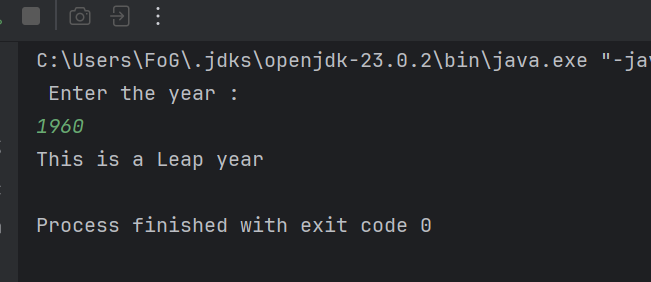 C:\Users\FoG\.jdks\openjdk-23.0.2\bin\java.exe "-jav
Enter the year :
1960
This is a Leap year
Process finished with exit code 0